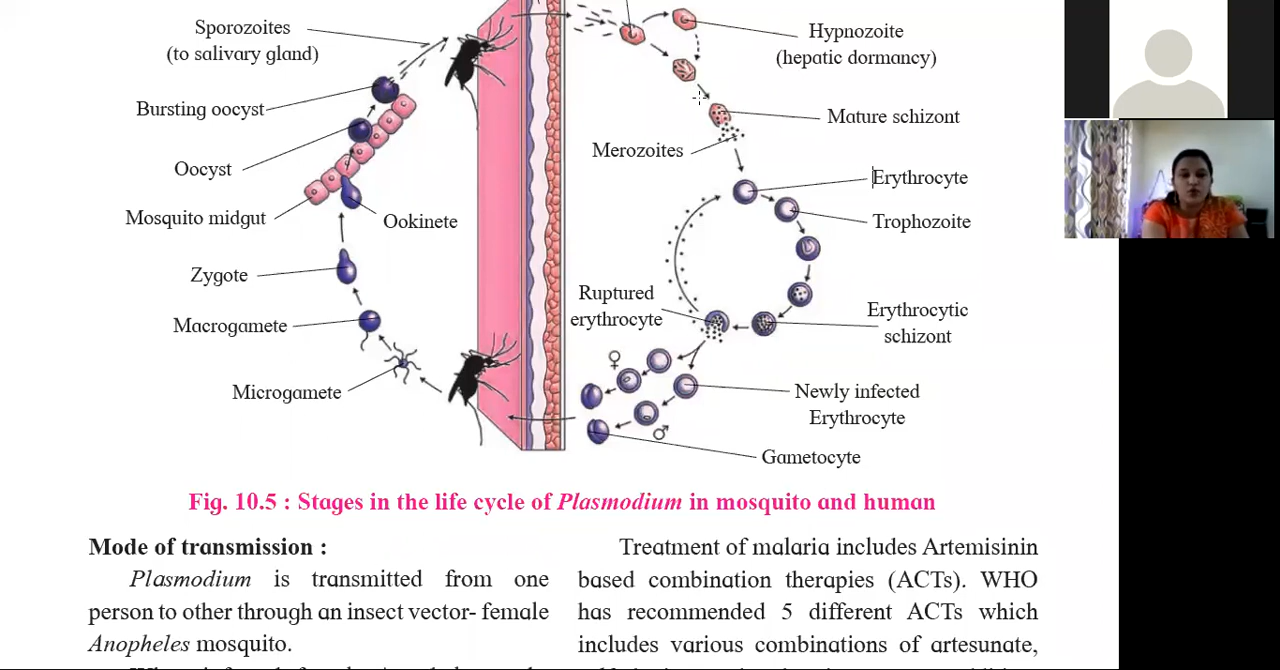 Sporozoites
(to salivary gland)
Bursting oocyst
Oocyst
Mosquito midgut
Ookinete
Zygote
Macrogamete
Microgamete
Hypnozoite
(hepatic dormancy)
Mature schizont
Merozoites
Erythrocyte
Trophozoite
Ruptured
erythrocyte
Erythrocytic
schizont
♀
Newly infected
Erythrocyte
♂
Gametocyte
Fig. 10.5 : Stages in the life cycle of Plasmodium in mosquito and human
Mode of transmission :
Plasmodium is transmitted from one
person to other through an insect vector- female
Anopheles mosquito.
Treatment of malaria includes Artemisinin
based combination therapies (ACTs). WHO
has recommended 5 different ACTs which
includes various combinations of artesunate,